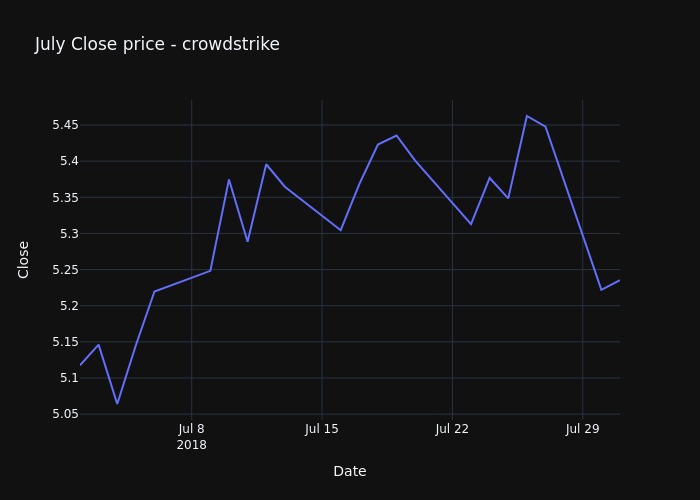 July Close price - crowdstrike
Close
5.45
5.4
5.35
5.3
5.25
5.2
5.15
5.1
5.05
Jul 8
2018
Jul 15
Jul 22
Jul 29
Date